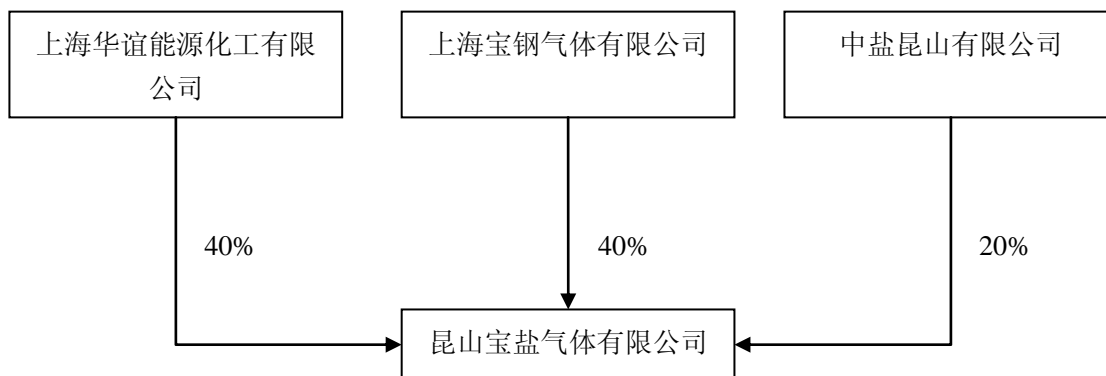 上海华谊能源化工有限
公司
上海宝钢气体有限公司
中盐昆山有限公司
40%
40%
20%
昆山宝盐气体有限公司